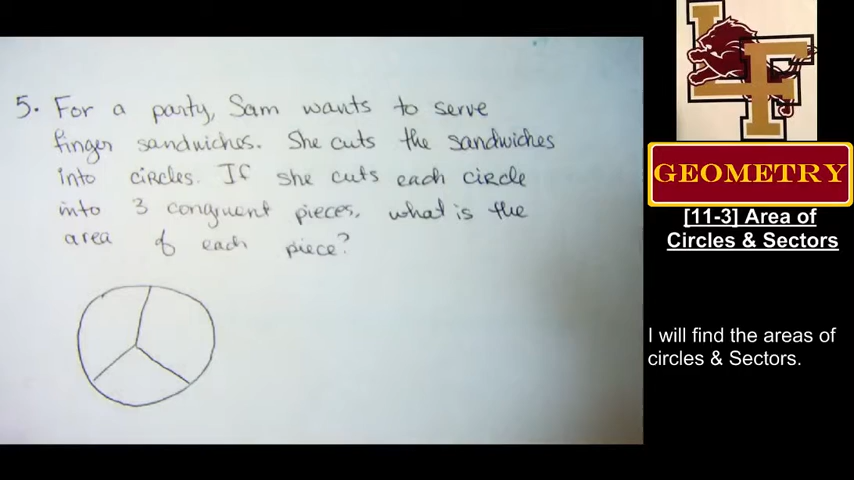 5. For a party, Sam wants to serve
finger sandwiches. She cuts the sandwiches
into circles. If she cuts each circle
into 3 congruent pieces, what is the
area of each piece?
LF
GEOMETRY
[11-3] Area of
Circles & Sectors
I will find the areas of
circles & Sectors.